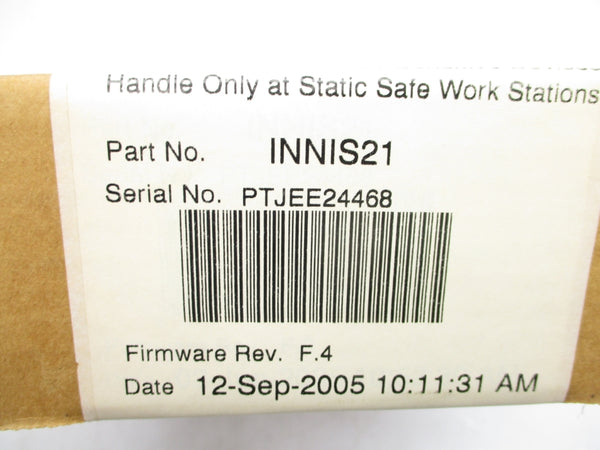 Handle Only at Static Safe Work Stations
Part No. INNIS21
Serial No. PTJEE24468
Firmware Rev. F.4
Date 12-Sep-2005 10:11:31 AM